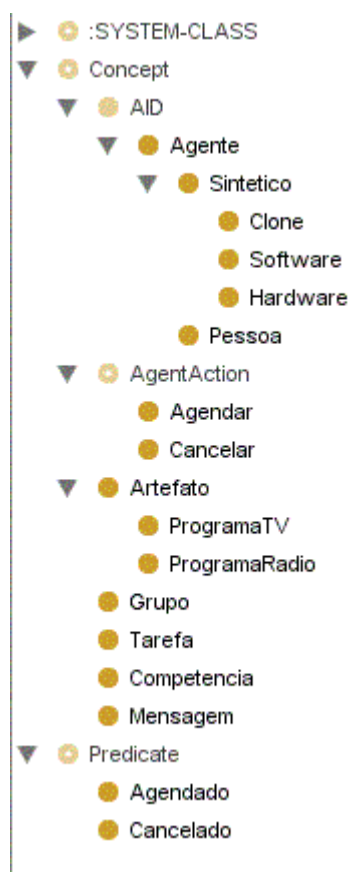 :SYSTEM-CLASS
Concept
AID
Agente
Sintetico
Clone
Software
Hardware
Pessoa
AgentAction
Agendar
Cancelar
Artefato
ProgramaTV
ProgramaRadio
Grupo
Tarefa
Competencia
Mensagem
Predicate
Agendado
Cancelado